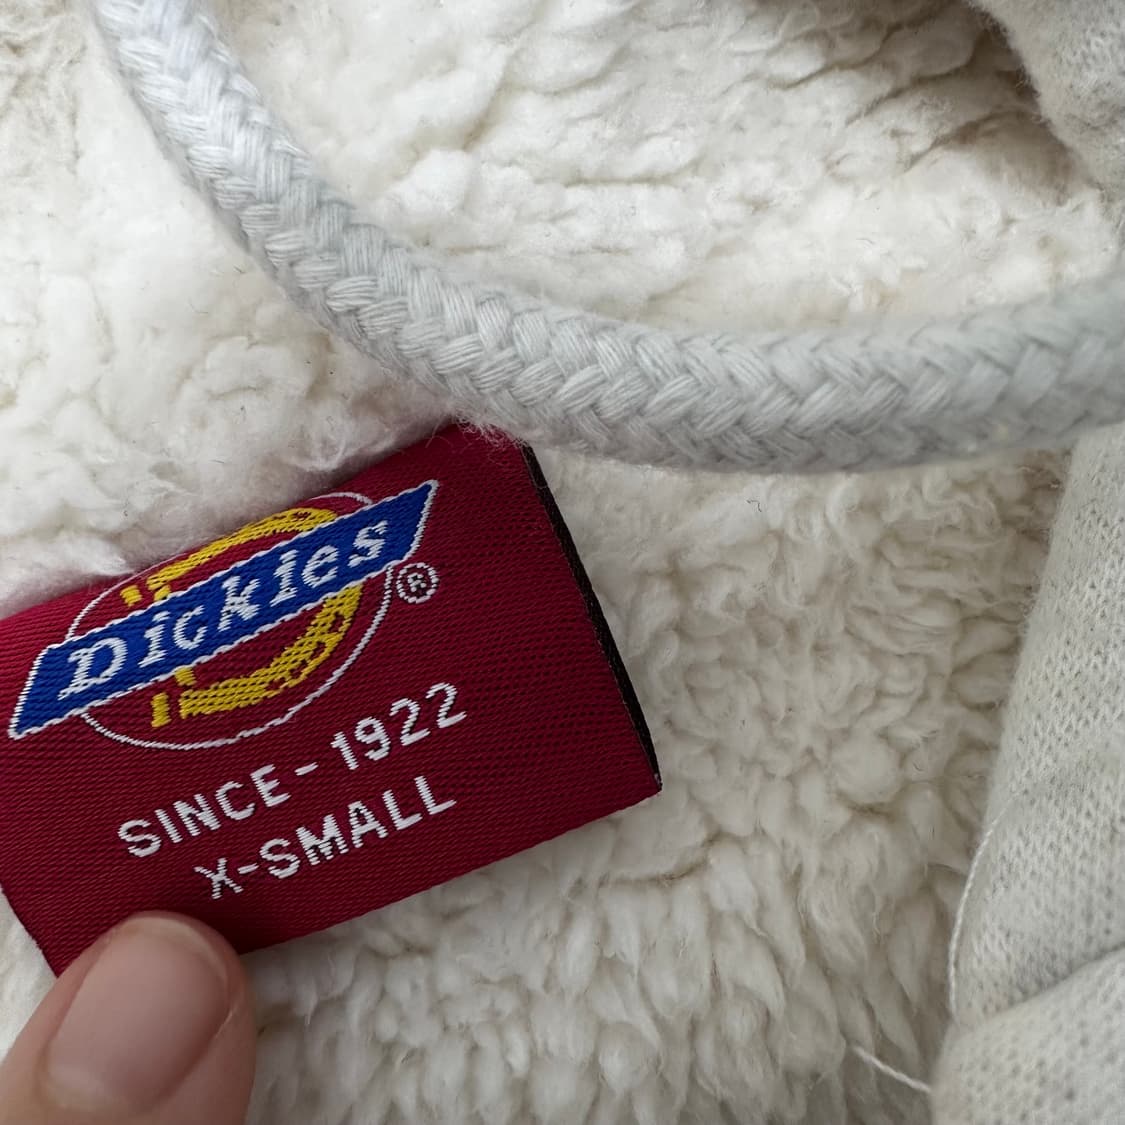 Dickies
®
SINCE-1922
X-SMALL